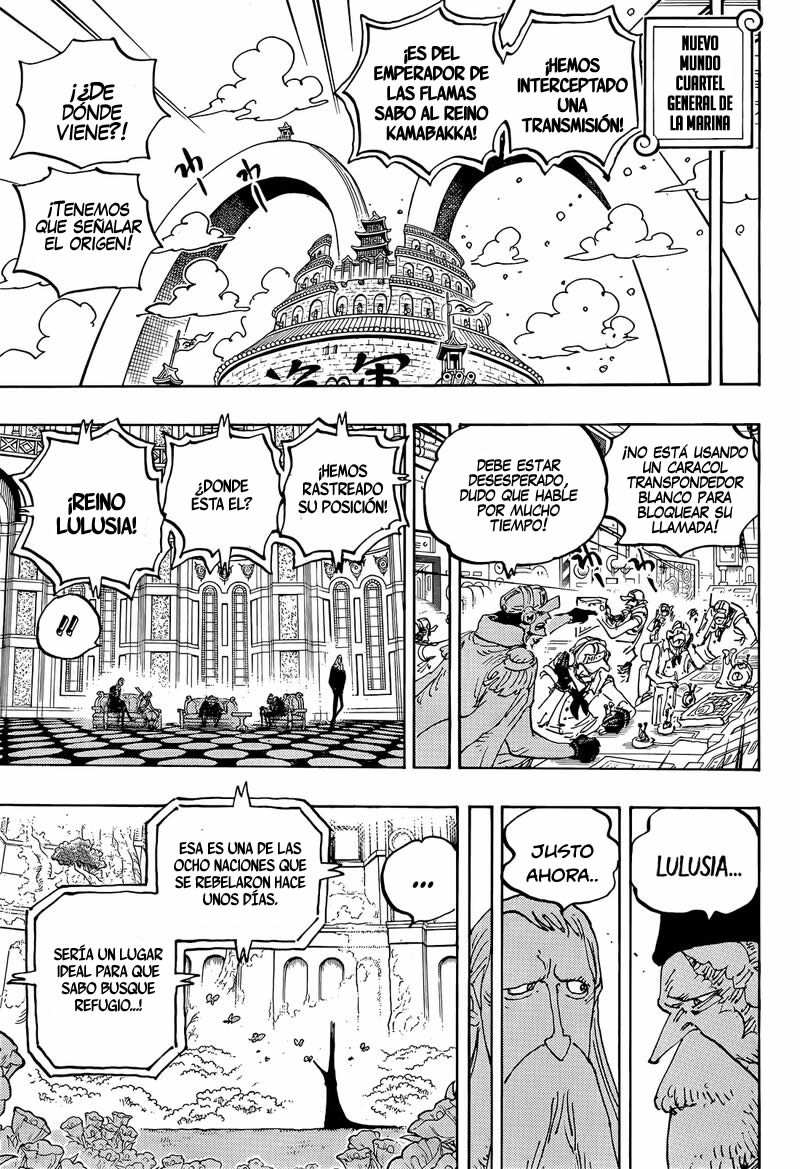 NUEVO
MUNDO
CUARTEL
GENERAL DE
LA MARINA
¡HEMOS
INTERCEPTADO
UNA
TRANSMISIÓN!
¡ES DEL
EMPERADOR DE
LAS FLAMAS
SABO AL REINO
KAMABAKKA!
¡¿DE
DÓNDE
VIENE?!
¡TENEMOS
QUE SEÑALAR
EL ORIGEN!
¡NO ESTÁ USANDO
UN CARACOL
TRANSPONDEDOR
BLANCO PARA
BLOQUEAR SU
LLAMADA!
DEBE ESTAR
DESESPERADO,
DUDO QUE HABLE
POR MUCHO
TIEMPO!
¡HEMOS
RASTREADO
SU POSICIÓN!
¿DONDE
ESTA EL?
¡REINO
LULUSIA!
!!
LULUSIA...
JUSTO
AHORA..
...
ESA ES UNA DE LAS
OCHO NACIONES QUE
SE REBELARON HACE
UNOS DÍAS.
SERÍA UN LUGAR
IDEAL PARA QUE
SABO BUSQUE
REFUGIO...!